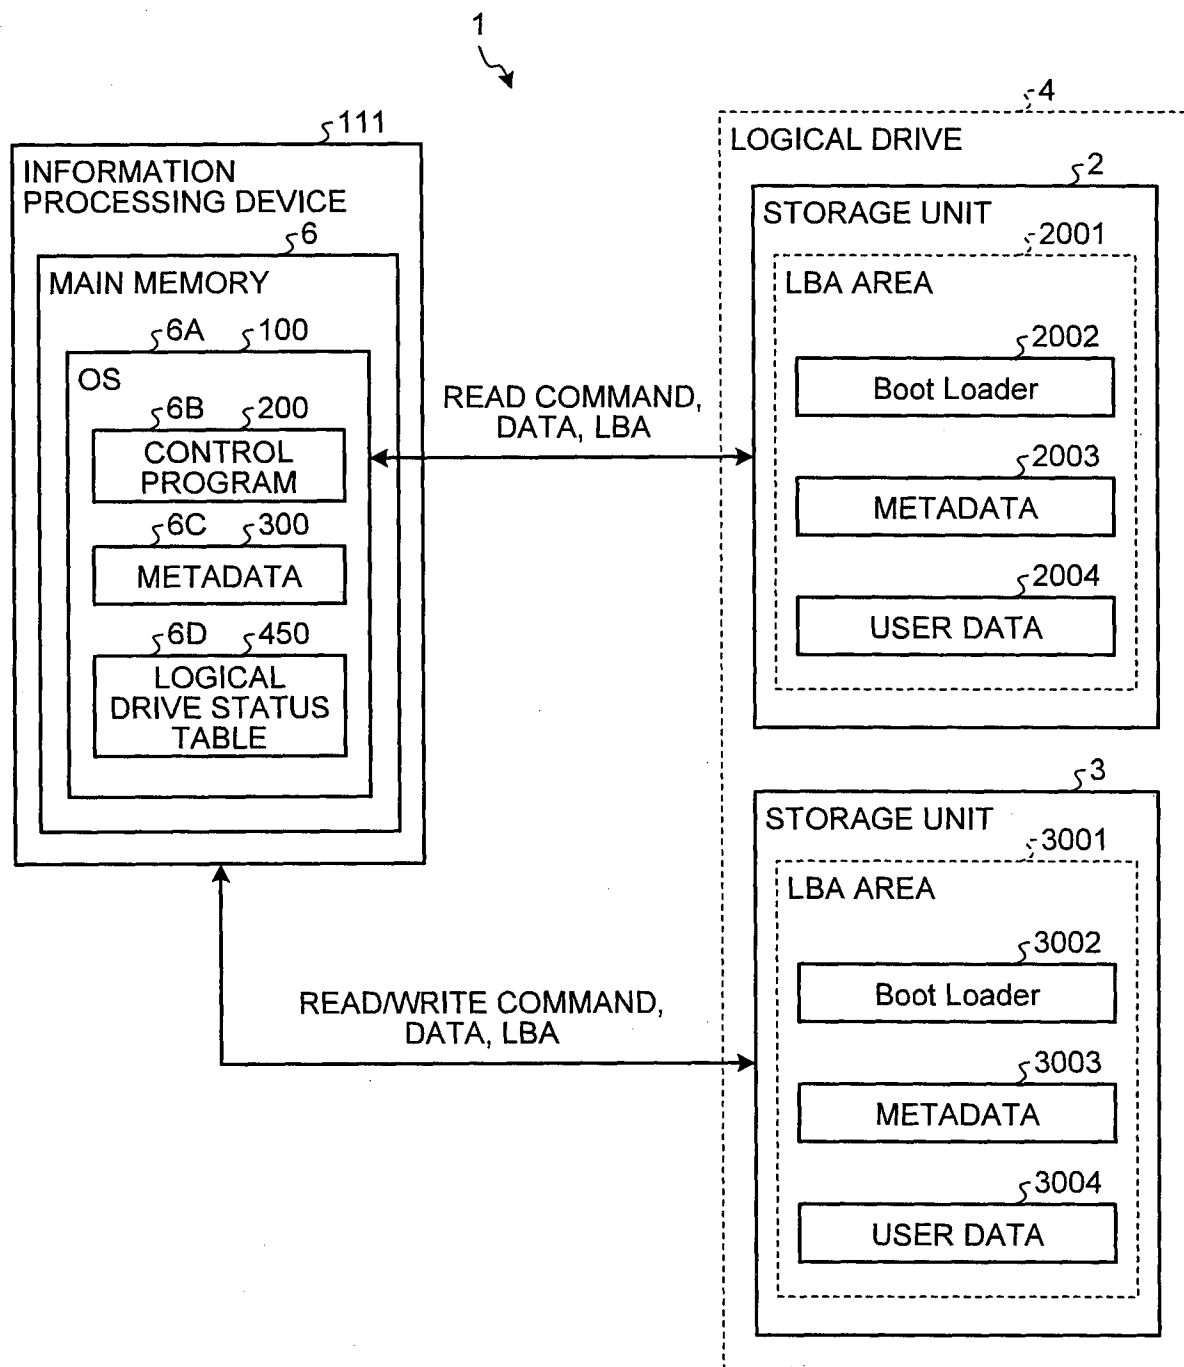 1
111
INFORMATION
PROCESSING DEVICE
6
MAIN MEMORY
6A 100
OS
6B 200
CONTROL
PROGRAM
6C 300
METADATA
6D 450
LOGICAL
DRIVE STATUS
TABLE
READ COMMAND,
DATA, LBA
READ/WRITE COMMAND,
DATA, LBA
4
LOGICAL DRIVE
2
STORAGE UNIT
2001
LBA AREA
2002
Boot Loader
2003
METADATA
2004
USER DATA
3
STORAGE UNIT
3001
LBA AREA
3002
Boot Loader
3003
METADATA
3004
USER DATA